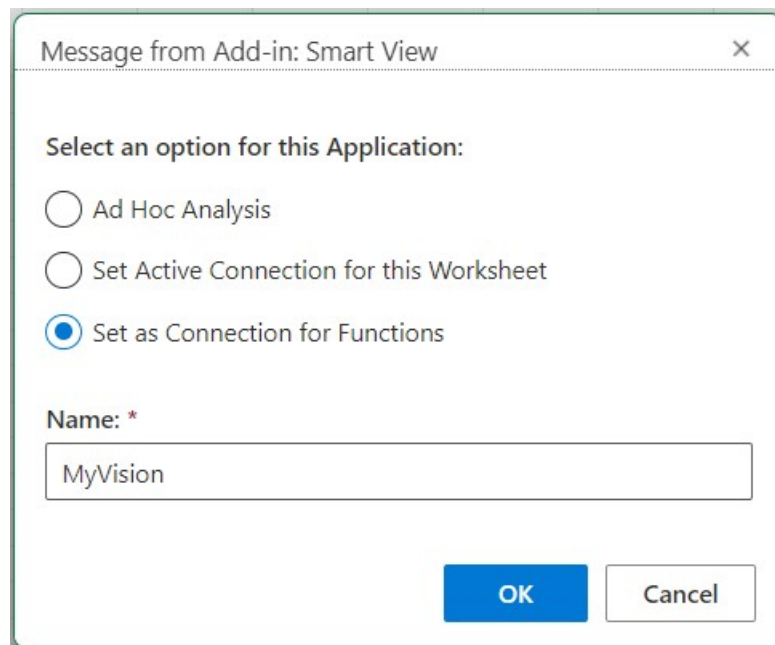 Message from Add-in: Smart View
Select an option for this Application:
Ad Hoc Analysis
Set Active Connection for this Worksheet
Set as Connection for Functions
Name: *
MyVision
OK Cancel